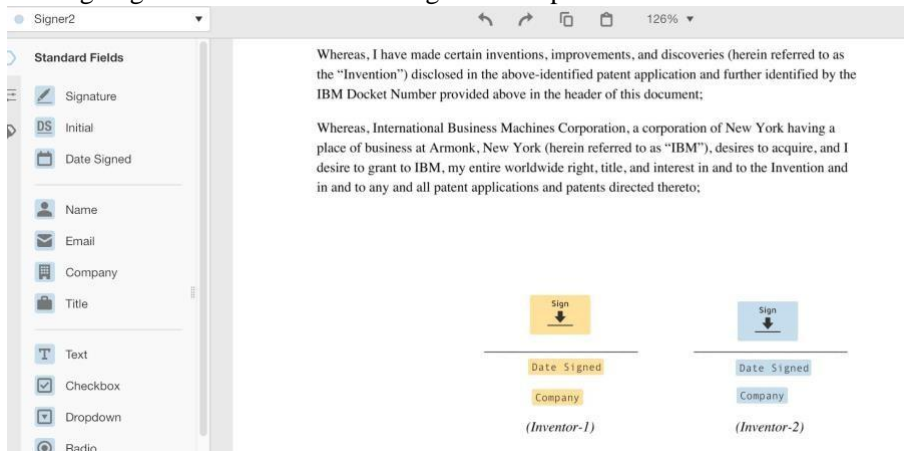 Signer2
126%
Standard Fields
Signature
DS Initial
Date Signed
Name
Email
Company
Title
T Text
Checkbox
Dropdown
Radio
Whereas, I have made certain inventions, improvements, and discoveries (herein referred to as
the “Invention”) disclosed in the above-identified patent application and further identified by the
IBM Docket Number provided above in the header of this document;
Whereas, International Business Machines Corporation, a corporation of New York having a
place of business at Armonk, New York (herein referred to as “IBM”), desires to acquire, and I
desire to grant to IBM, my entire worldwide right, title, and interest in and to the Invention and
in and to any and all patent applications and patents directed thereto;
Sign
Date Signed
Company
(Inventor-1)
Sign
Date Signed
Company
(Inventor-2)